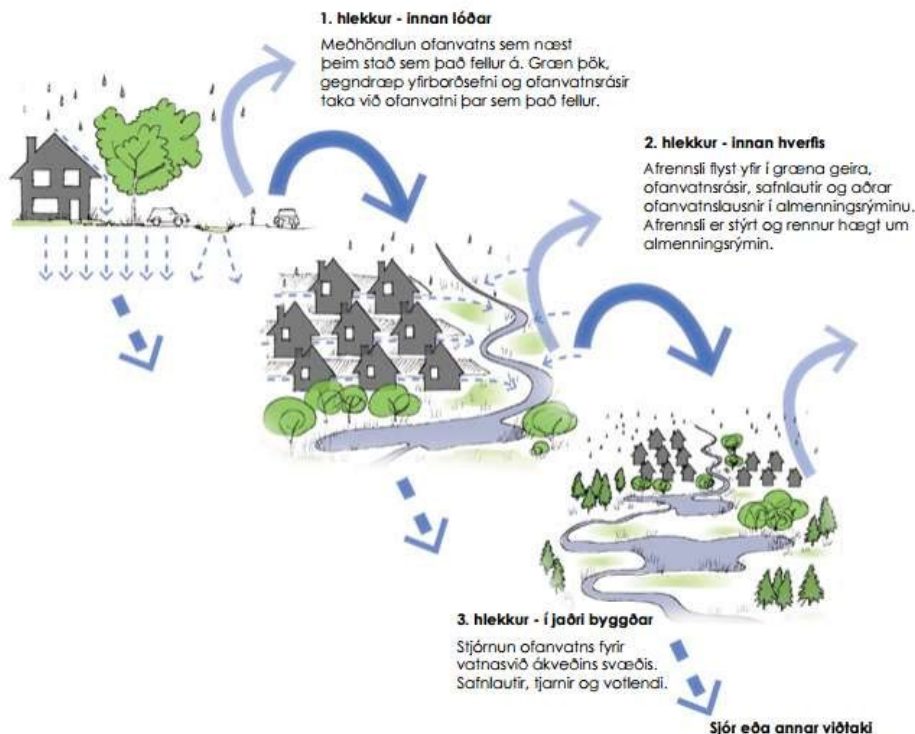 1. hlekkur - innan lóðar
Meðhöndlun ofanvatns sem næst
þeim stað sem það fellur á. Græn þök,
gegndræp yfirborðsefni og ofanvatnsrásir
taka við ofanvatni þar sem það fellur.
2. hlekkur - innan hverfis
Afrennsli flyst yfir í græna geira,
ofanvatnsrásir, safnlautir og aðrar
ofanvatnslausnir í almenningsrýminu.
Afrennsli er stýrt og rennur hægt um
almenningsrýmin.
3. hlekkur - í jaðri byggðar
Stjórnun ofanvatns fyrir
vatnasvið ákveðins svæðis.
Safnlautir, tjarnir og votlendi.
Sjór eða annar viðtaki